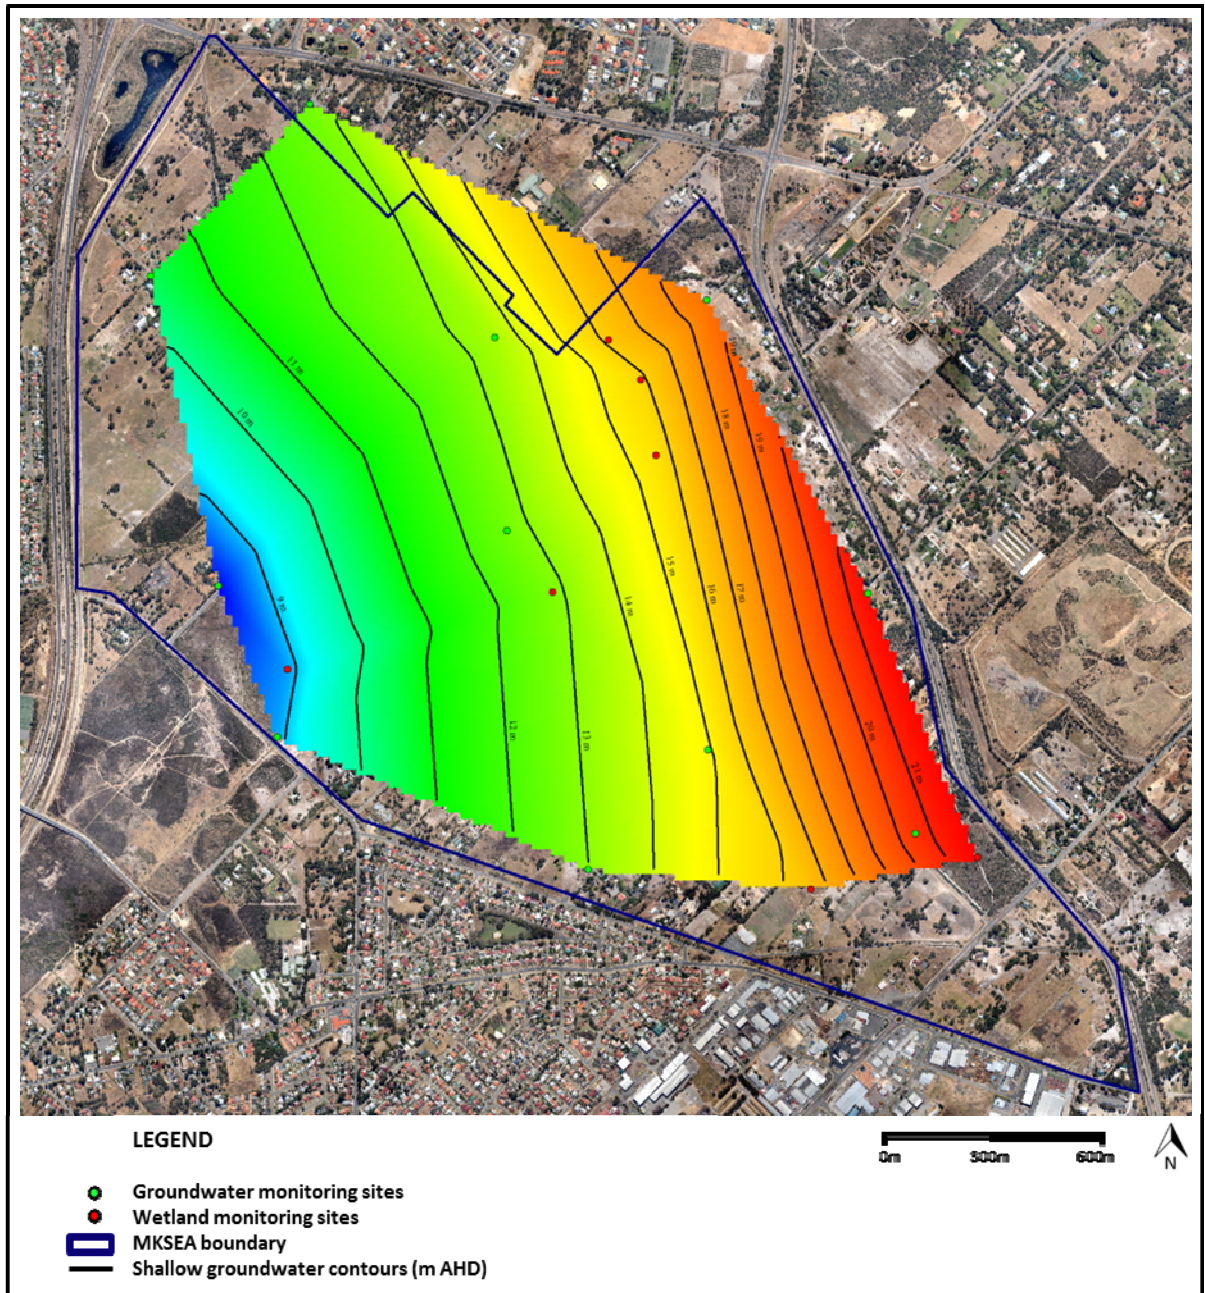 11 m
10 m
18 m
19 m
9 m
15 m
16 m
17 m
14 m
12 m
13 m
20 m
21 m
LEGEND
0m 300m 600m
N
Groundwater monitoring sites
Wetland monitoring sites
MKSEA boundary
Shallow groundwater contours (m AHD)